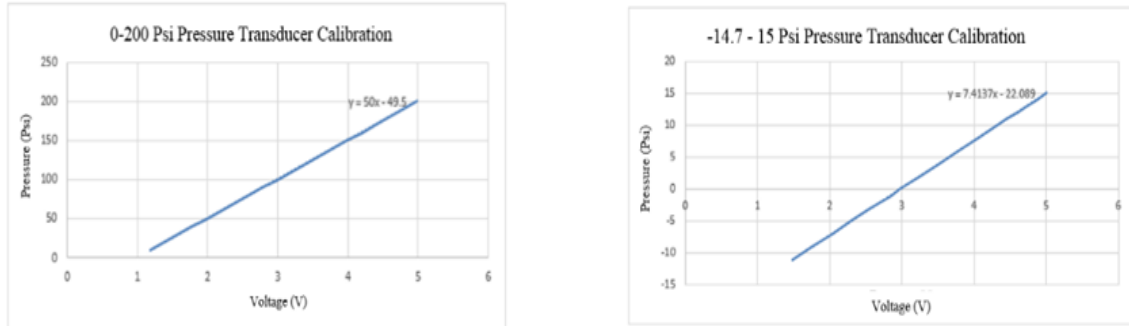 0-200 Psi Pressure Transducer Calibration
250
200
150
100
50
0
0 1 2 3 4 5 6
y = 50x - 49.5
Pressure (Psi)
Voltage (V)
-14.7 - 15 Psi Pressure Transducer Calibration
20
15
10
5
0
-5
-10
-15
0 1 2 3 4 5 6
y = 7.4137x - 22.089
Pressure (Psi)
Voltage (V)